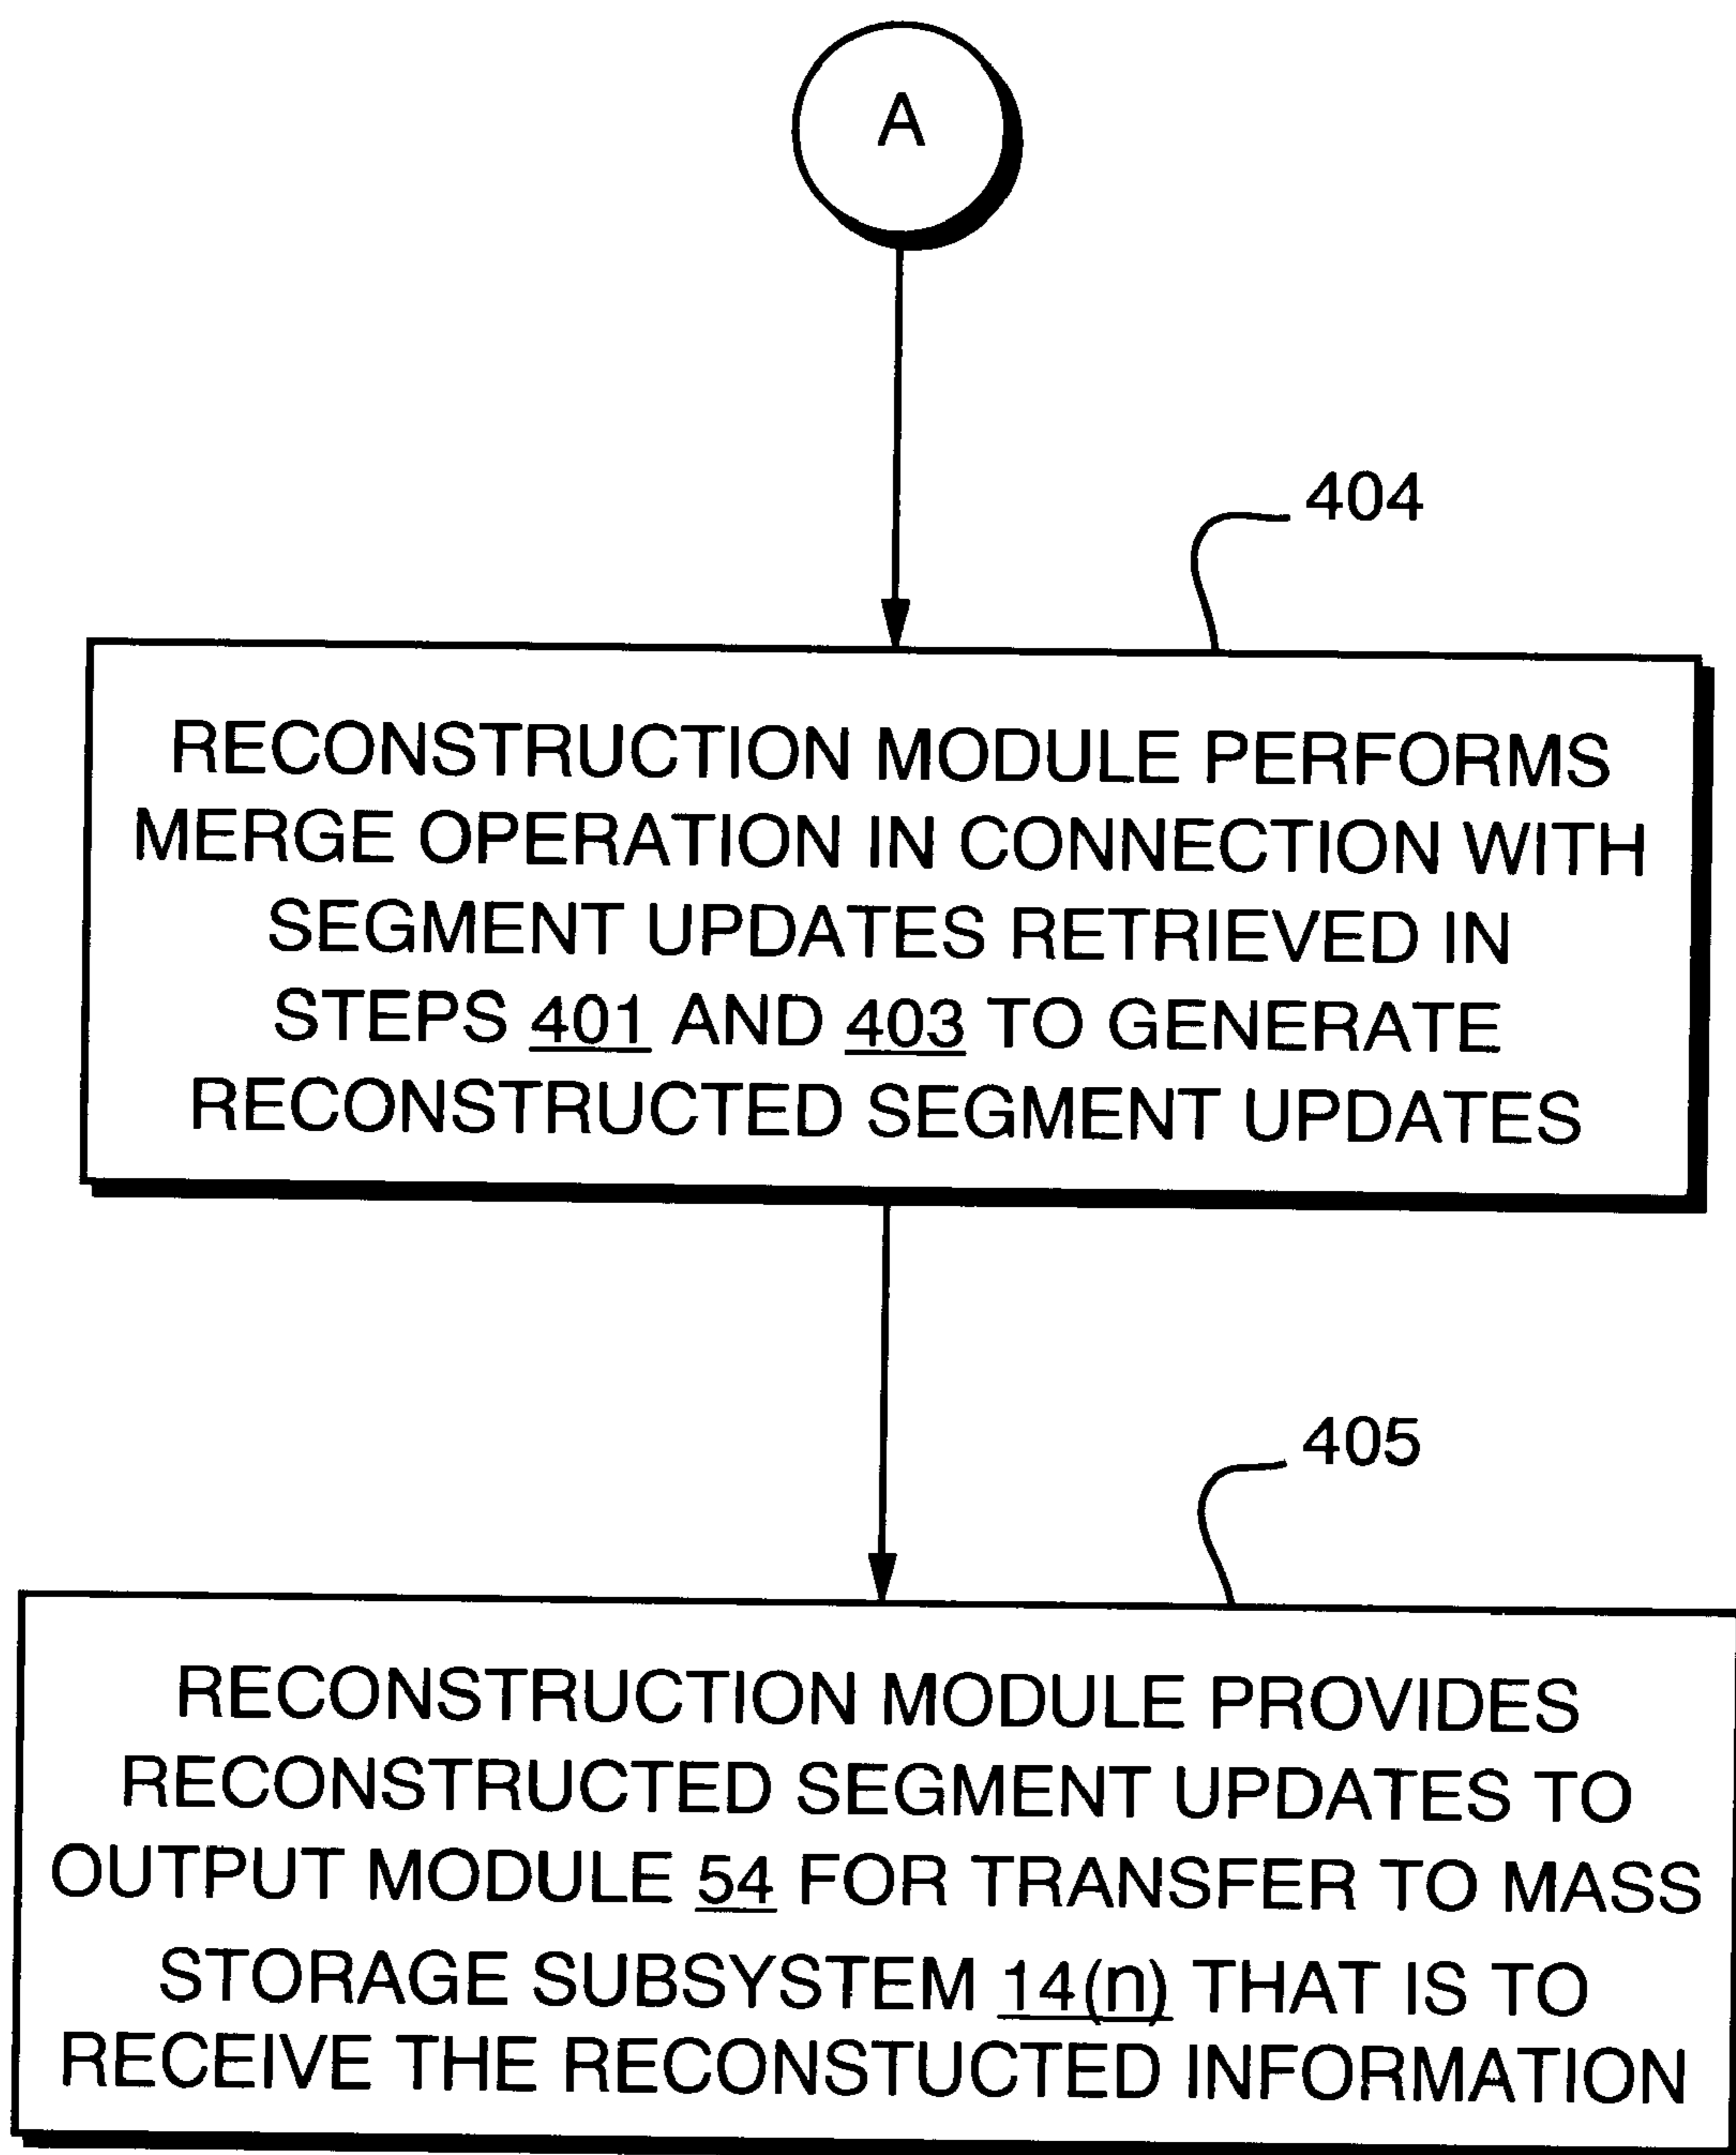 A
404
RECONSTRUCTION MODULE PERFORMS
MERGE OPERATION IN CONNECTION WITH
SEGMENT UPDATES RETRIEVED IN
STEPS 401 AND 403 TO GENERATE
RECONSTRUCTED SEGMENT UPDATES
405
RECONSTRUCTION MODULE PROVIDES
RECONSTRUCTED SEGMENT UPDATES TO
OUTPUT MODULE 54 FOR TRANSFER TO MASS
STORAGE SUBSYSTEM 14(n) THAT IS TO
RECEIVE THE RECONSTUCTED INFORMATION